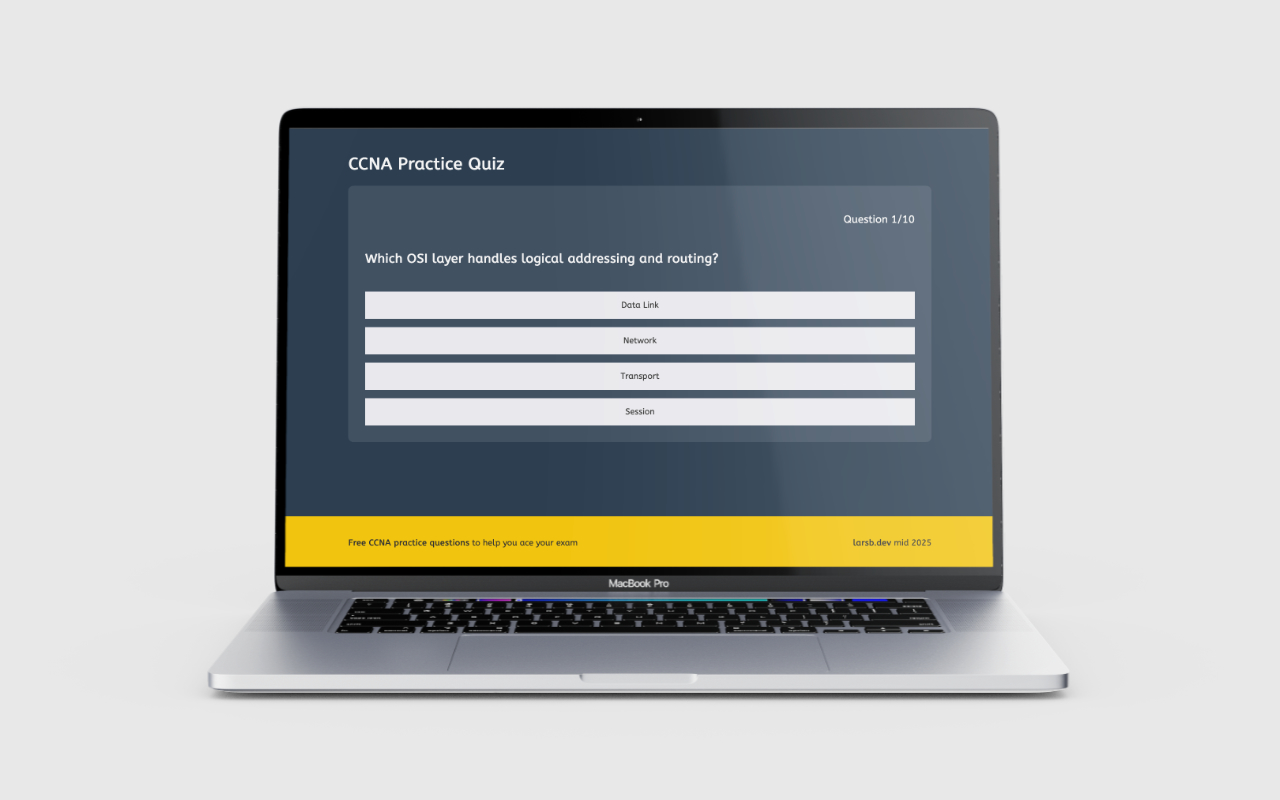 CCNA Practice Quiz
Question 1/10
Which OSI layer handles logical addressing and routing?
Data Link
Network
Transport
Session
Free CCNA practice questions to help you ace your exam
larsb.dev mid 2025
MacBook Pro